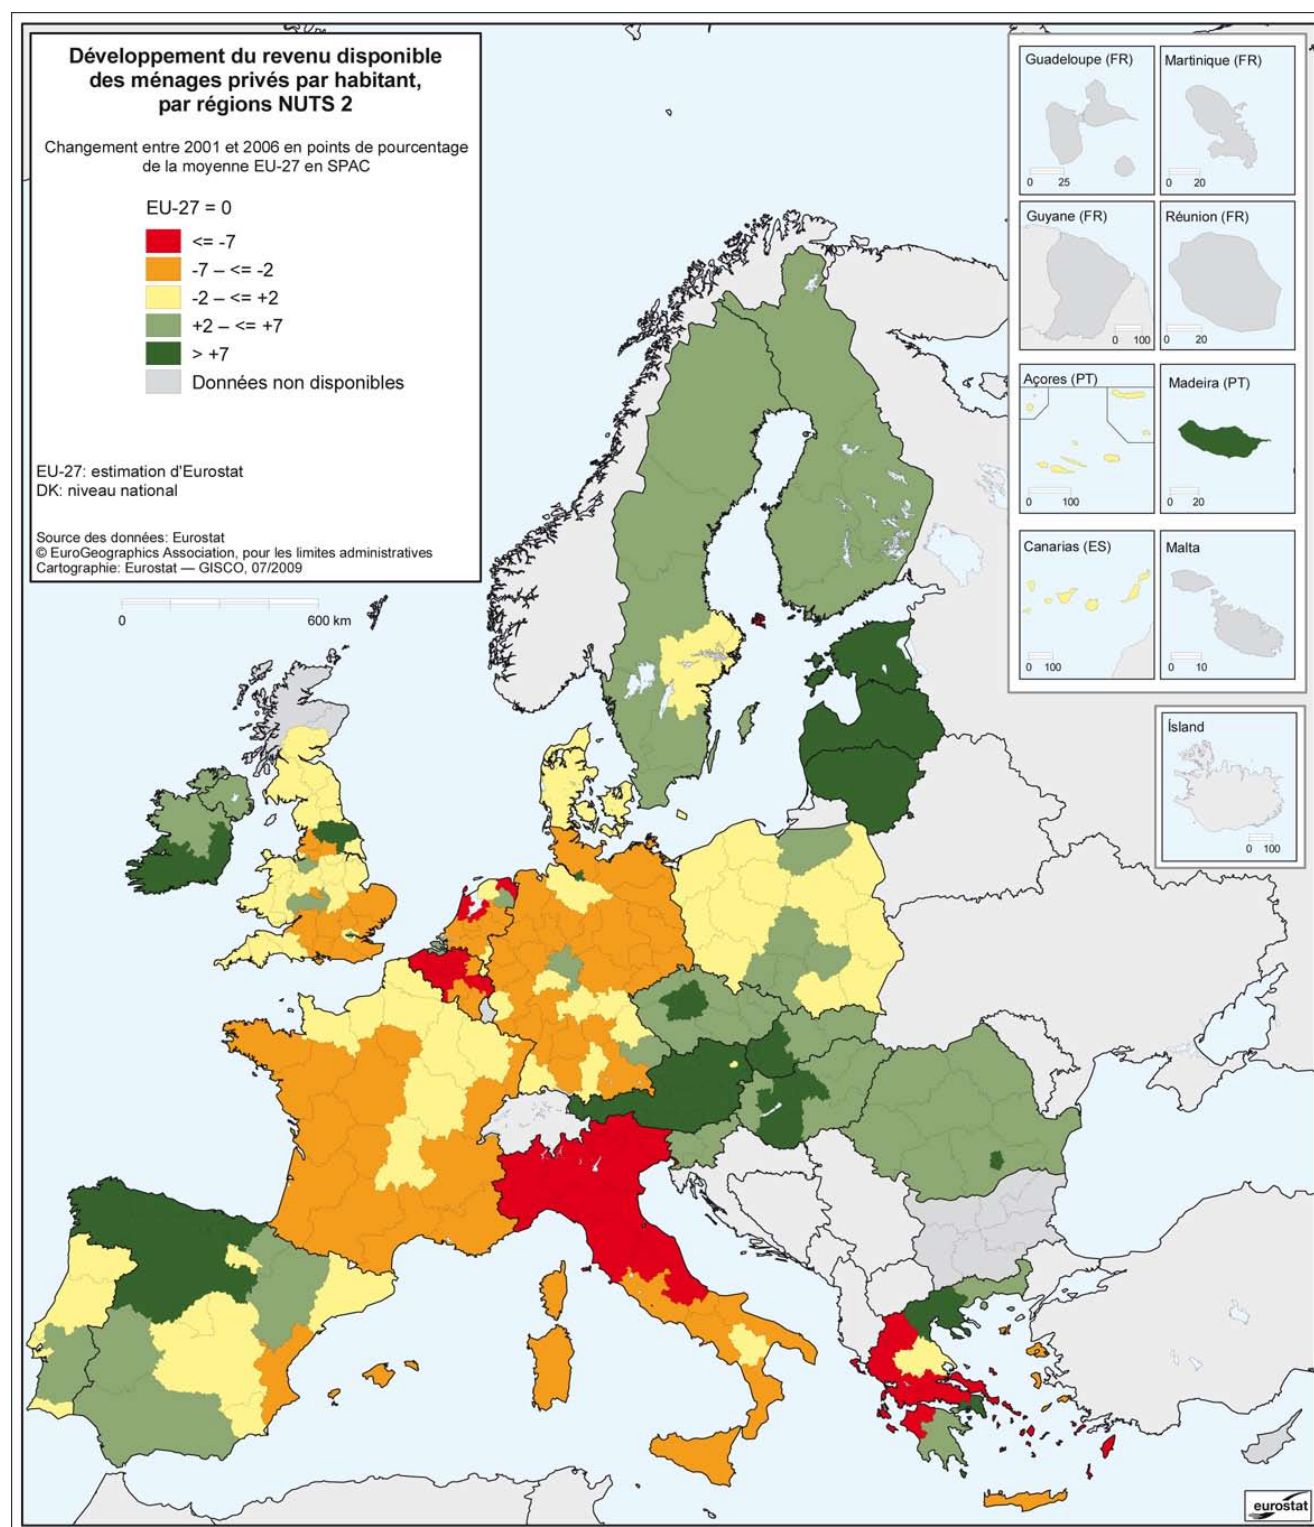 Développement du revenu disponible
des ménages privés par habitant,
par régions NUTS 2
Changement entre 2001 et 2006 en points de pourcentage
de la moyenne EU-27 en SPAC
EU-27 = 0
<= -7
-7 – <= -2
-2 – <= +2
+2 – <= +7
> +7
Données non disponibles
EU-27: estimation d'Eurostat
DK: niveau national
Source des données: Eurostat
© EuroGeographics Association, pour les limites administratives
Cartographie: Eurostat — GISCO, 07/2009
0 600 km
Guadeloupe (FR)
0 25
Martinique (FR)
0 20
Guyane (FR)
0 100
Réunion (FR)
0 20
Açores (PT)
0 100
Madeira (PT)
0 20
Canarias (ES)
0 100
Malta
0 10
Ísland
0 100
eurostat